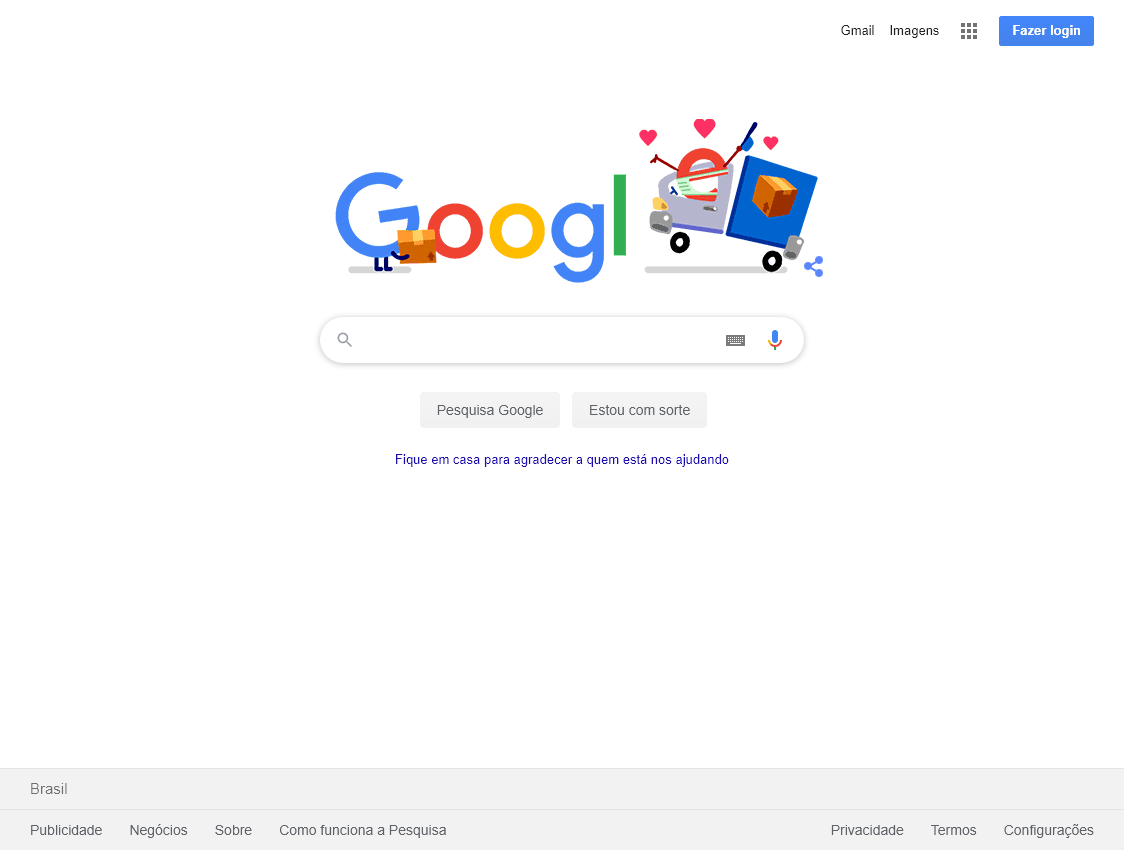 Gmail Imagens Fazer login
Google
Pesquisa Google Estou com sorte
Fique em casa para agradecer a quem está nos ajudando
Brasil
Publicidade Negócios Sobre Como funciona a Pesquisa Privacidade Termos Configurações